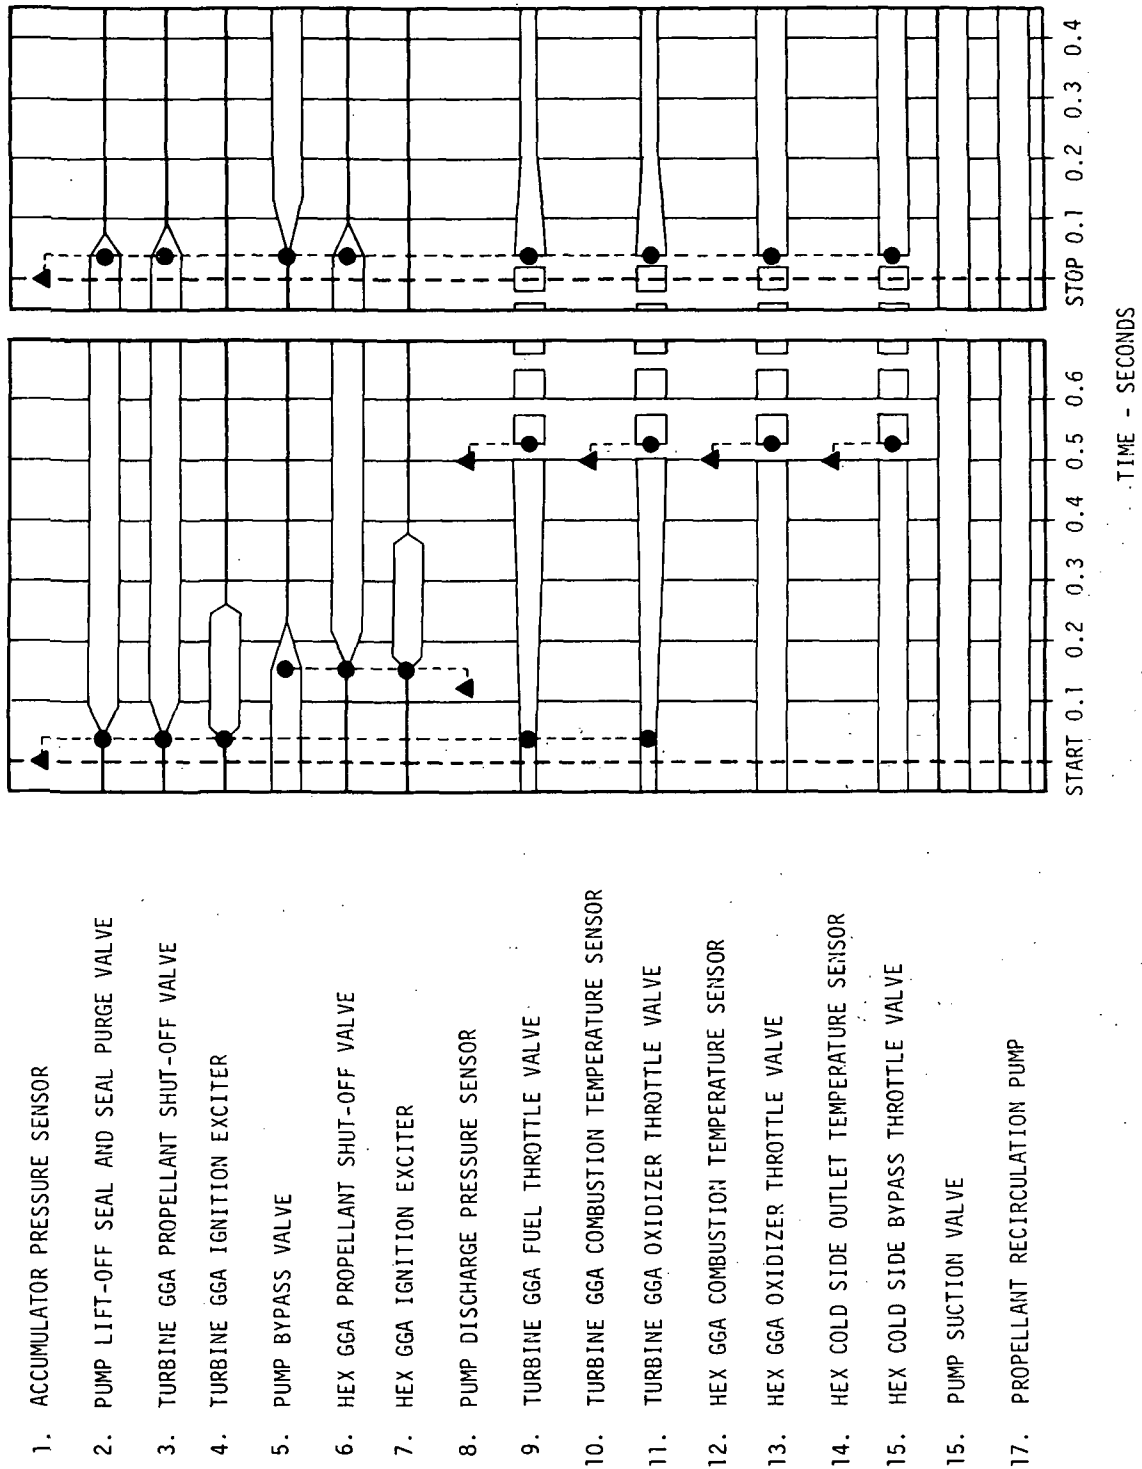 1. ACCUMULATOR PRESSURE SENSOR
2. PUMP LIFT-OFF SEAL AND SEAL PURGE VALVE
3. TURBINE GGA PROPELLANT SHUT-OFF VALVE
4. TURBINE GGA IGNITION EXCITER
5. PUMP BYPASS VALVE
6. HEX GGA PROPELLANT SHUT-OFF VALVE
7. HEX GGA IGNITION EXCITER
8. PUMP DISCHARGE PRESSURE SENSOR
9. TURBINE GGA FUEL THROTTLE VALVE
10. TURBINE GGA COMBUSTION TEMPERATURE SENSOR
11. TURBINE GGA OXIDIZER THROTTLE VALVE
12. HEX GGA COMBUSTION TEMPERATURE SENSOR
13. HEX GGA OXIDIZER THROTTLE VALVE
14. HEX COLD SIDE OUTLET TEMPERATURE SENSOR
15. HEX COLD SIDE BYPASS THROTTLE VALVE
15. PUMP SUCTION VALVE
17. PROPELLANT RECIRCULATION PUMP
START 0.1 0.2 0.3 0.4 0.5 0.6 STOP 0.1 0.2 0.3 0.4
TIME - SECONDS